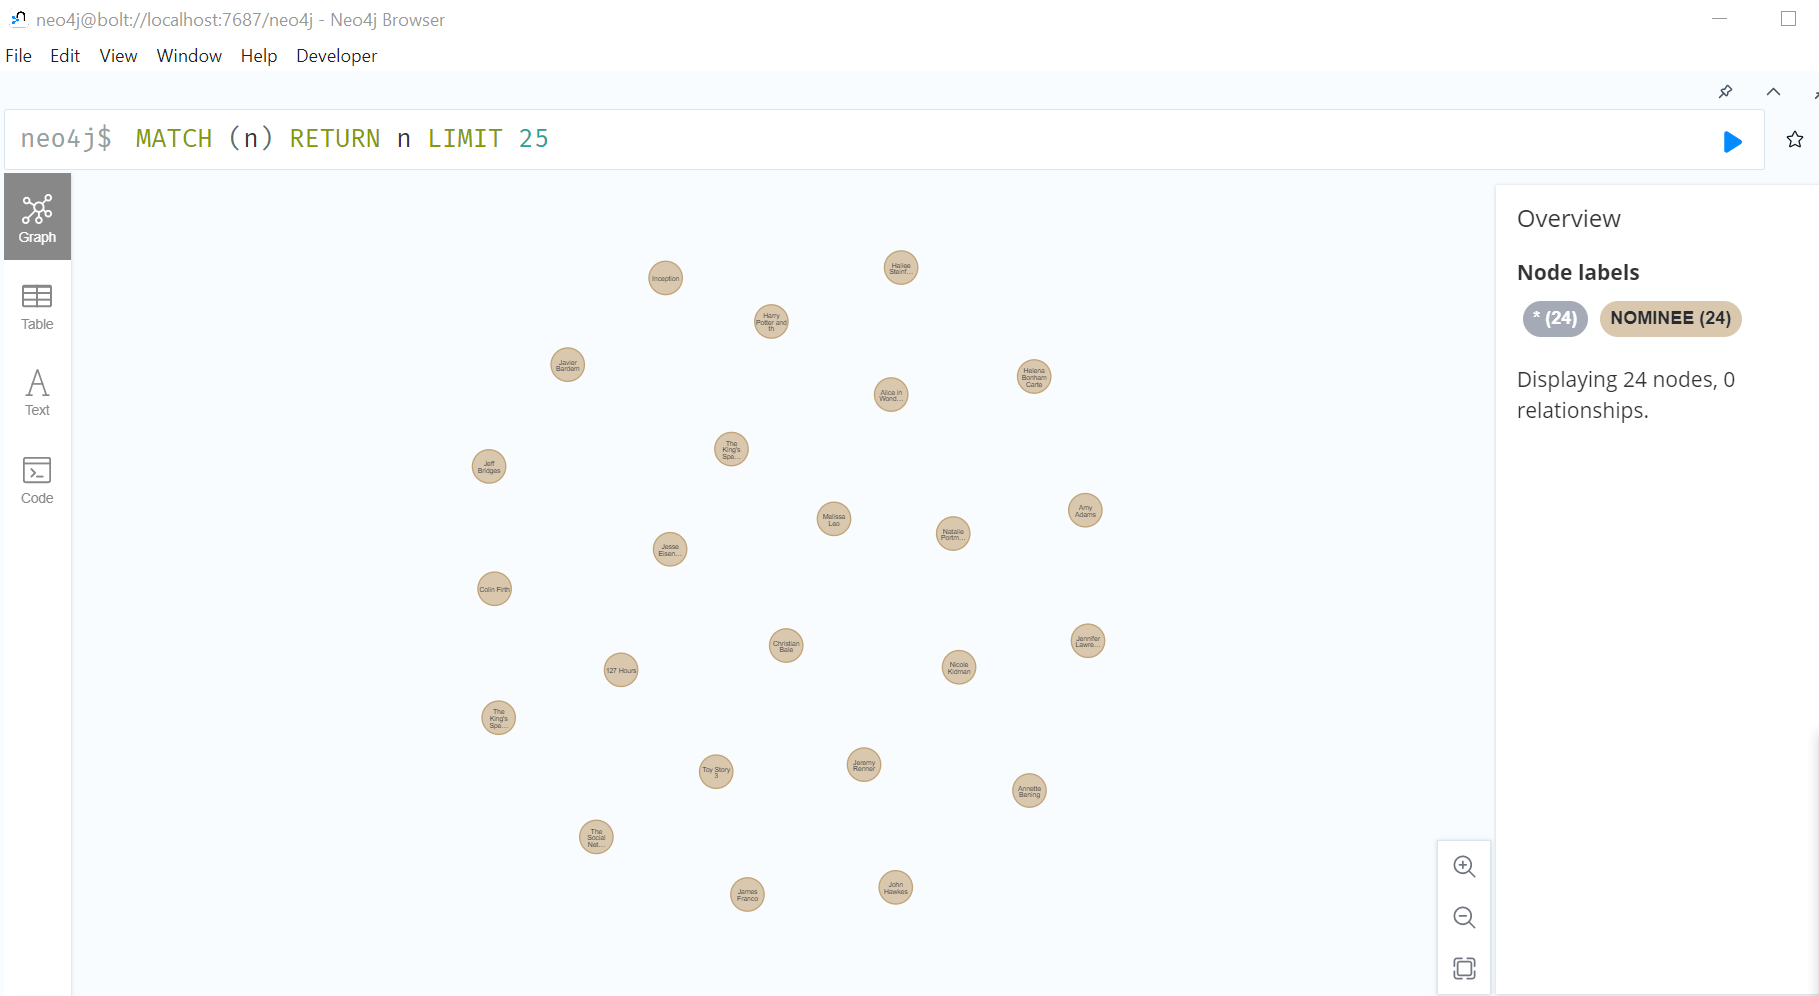 neo4j@bolt://localhost:7687/neo4j - Neo4j Browser
File Edit View Window Help Developer
neo4j$ MATCH (n) RETURN n LIMIT 25
Graph
Table
Text
Code
Inception
Hailee
Steinf...
Harry
Potter and
th
Javier
Bardem
Helena
Bonham
Carte
Alice in
Wond...
The
King's
Spe...
Jeff
Bridges
Amy
Adams
Melissa
Leo
Natalie
Portm...
Jesse
Eisen...
Colin Firth
Christian
Bale
Jennifer
Lawre...
127 Hours
Nicole
Kidman
The
King's
Spe...
Toy Story
3
Jeremy
Renner
Annette
Bening
The
Social
Net...
James
Franco
John
Hawkes
Overview
Node labels
* (24) NOMINEE (24)
Displaying 24 nodes, 0
relationships.